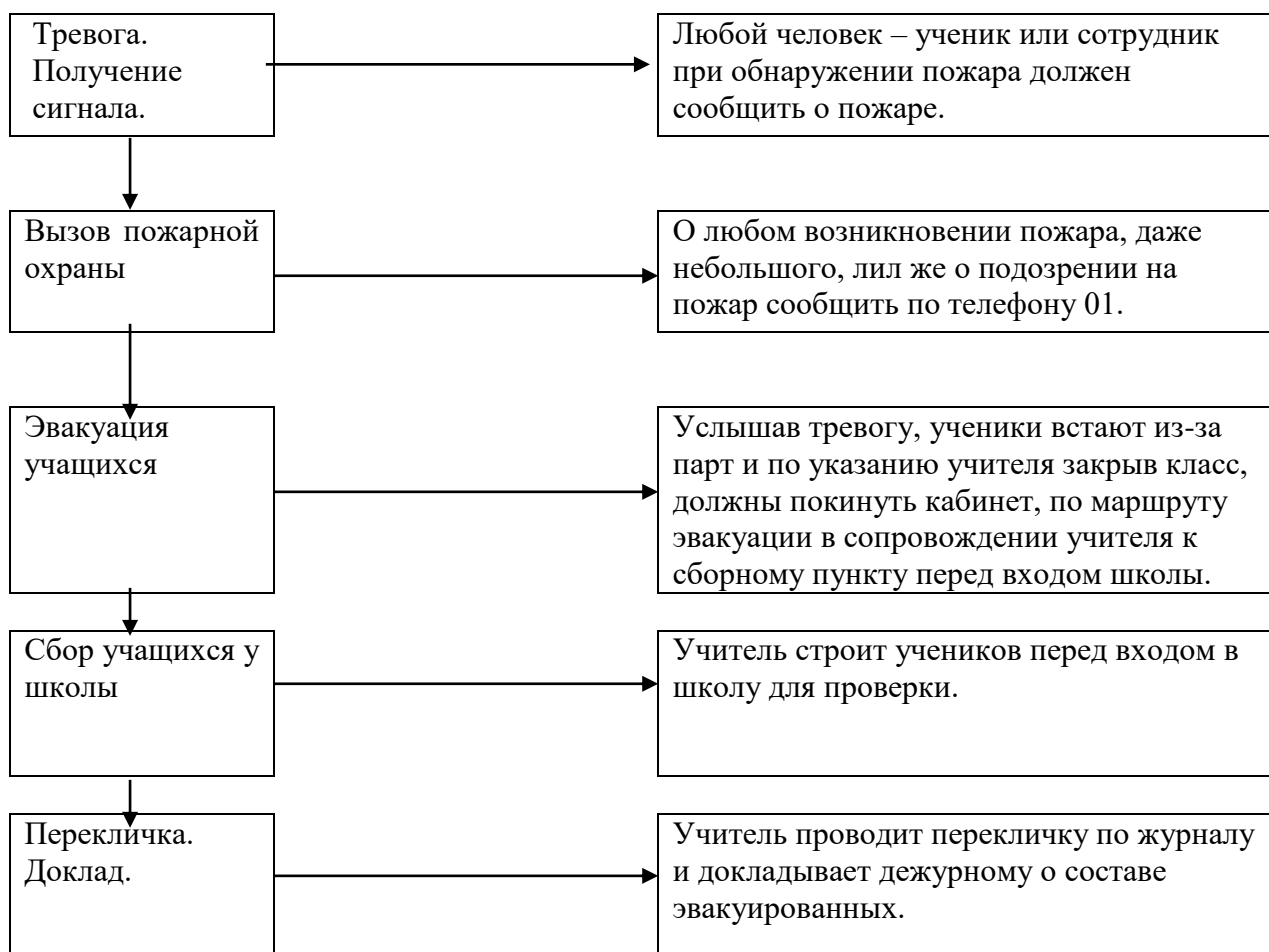 Тревога.
Получение
сигнала.
Любой человек – ученик или сотрудник
при обнаружении пожара должен
сообщить о пожаре.
Вызов пожарной
охраны
О любом возникновении пожара, даже
небольшого, лил же о подозрении на
пожар сообщить по телефону 01.
Эвакуация
учащихся
Услышав тревогу, ученики встают из-за
парт и по указанию учителя закрыв класс,
должны покинуть кабинет, по маршруту
эвакуации в сопровождении учителя к
сборному пункту перед входом школы.
Сбор учащихся у
школы
Учитель строит учеников перед входом в
школу для проверки.
Перекличка.
Доклад.
Учитель проводит перекличку по журналу
и докладывает дежурному о составе
эвакуированных.